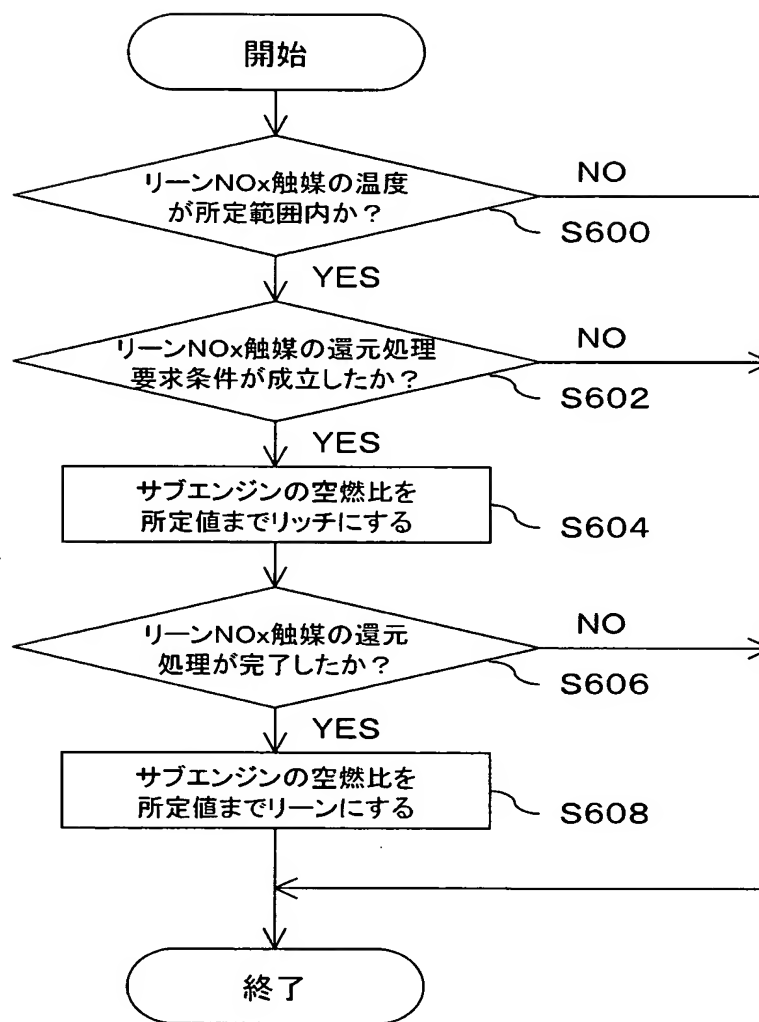 開始
リーンNOx触媒の温度
が所定範囲内か？
NO
S600
YES
リーンNOx触媒の還元処理
要求条件が成立したか？
NO
S602
YES
サブエンジンの空燃比を
所定値までリッチにする
S604
リーンNOx触媒の還元
処理が完了したか？
NO
S606
YES
サブエンジンの空燃比を
所定値までリーンにする
S608
終了